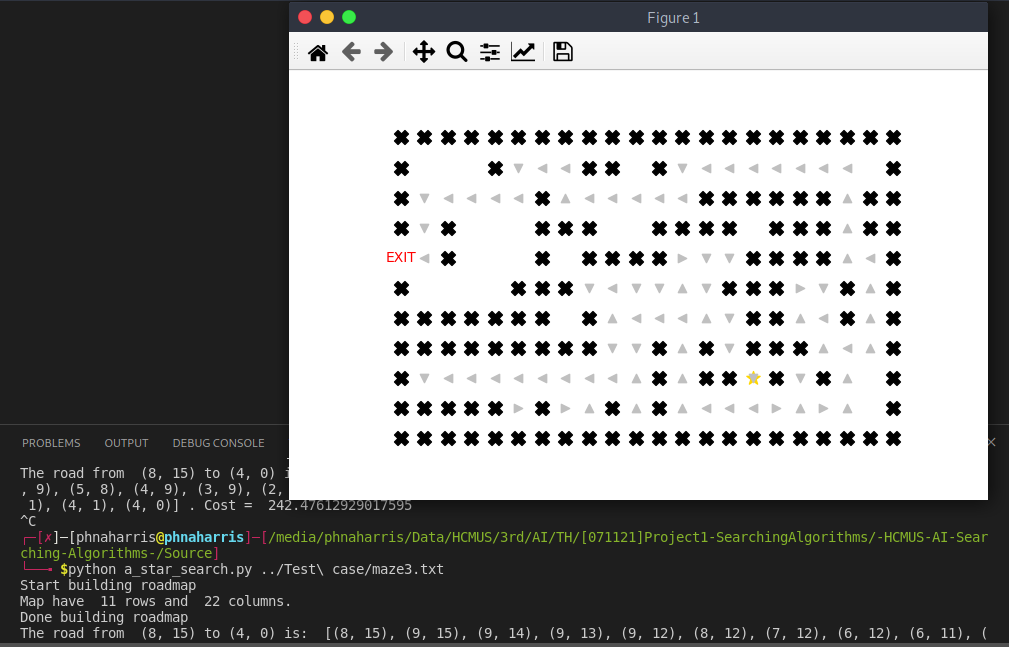 Figure 1
EXIT
PROBLEMS OUTPUT DEBUG CONSOLE
The road from  (8, 15) to (4, 0) i
, 9), (5, 8), (4, 9), (3, 9), (2,
 1), (4, 1), (4, 0)] . Cost =  242.47612929017595
^C
┌─[✗]─[phnaharris@phnaharris]─[/media/phnaharris/Data/HCMUS/3rd/AI/TH/[071121]Project1-SearchingAlgorithms/-HCMUS-AI-Sear
ching-Algorithms-/Source]
└──╼ $python a_star_search.py ../Test\ case/maze3.txt
Start building roadmap
Map have  11 rows and  22 columns.
Done building roadmap
The road from  (8, 15) to (4, 0) is:  [(8, 15), (9, 15), (9, 14), (9, 13), (9, 12), (8, 12), (7, 12), (6, 12), (6, 11), (